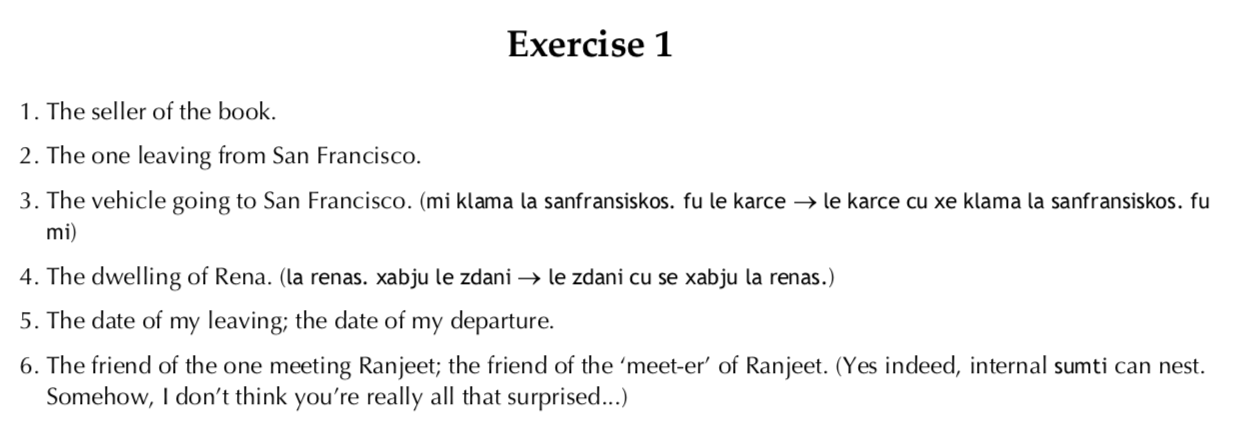 Exercise 1
1. The seller of the book.
2. The one leaving from San Francisco.
3. The vehicle going to San Francisco. (mi klama la sanfransiskos. fu le karce → le karce cu xe klama la sanfransiskos. fu
mi)
4. The dwelling of Rena. (la renas. xabju le zdani → le zdani cu se xabju la renas.)
5. The date of my leaving; the date of my departure.
6. The friend of the one meeting Ranjeet; the friend of the ‘meet-er’ of Ranjeet. (Yes indeed, internal sumti can nest.
Somehow, I don’t think you’re really all that surprised...)